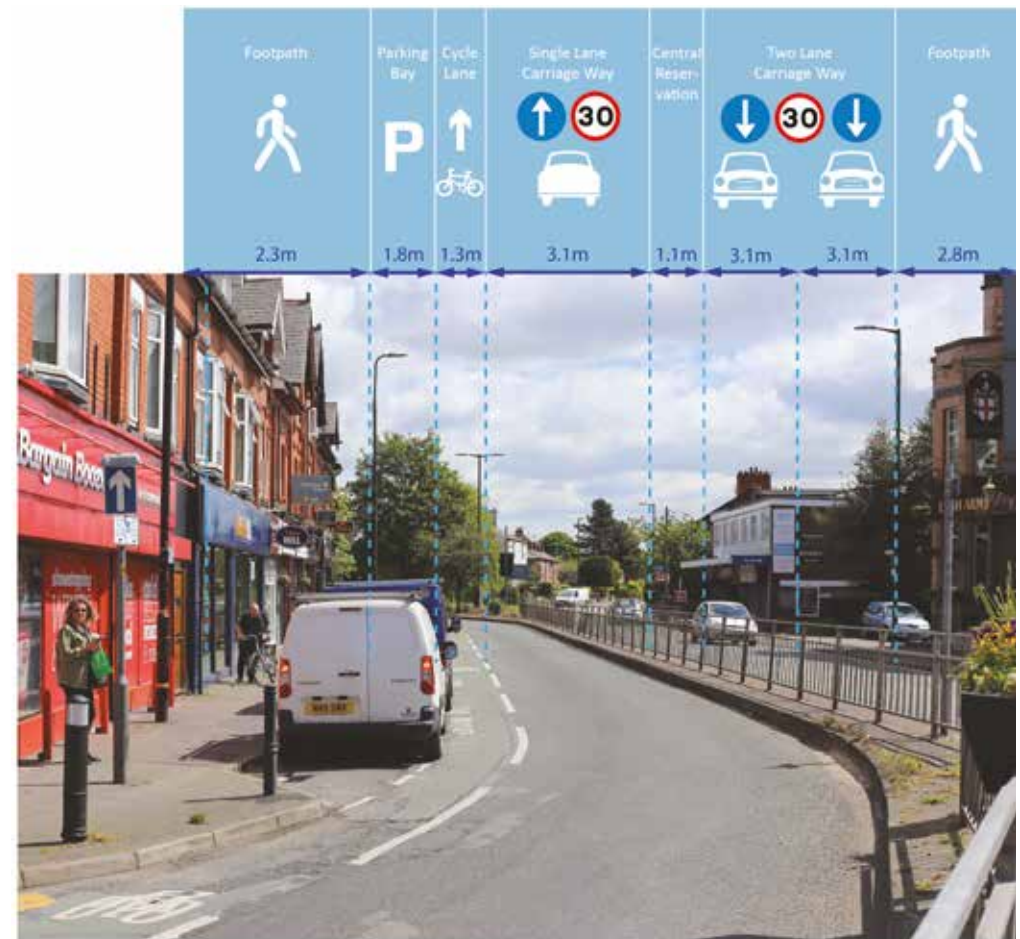 Footpath
Parking
Bay
Cycle
Lane
Single Lane
Carriage Way
Central
Reser-
vation
Two Lane
Carriage Way
Footpath
P
30
30
2.3m
1.8m
1.3m
3.1m
1.1m
3.1m
3.1m
2.8m
Bargain Booze